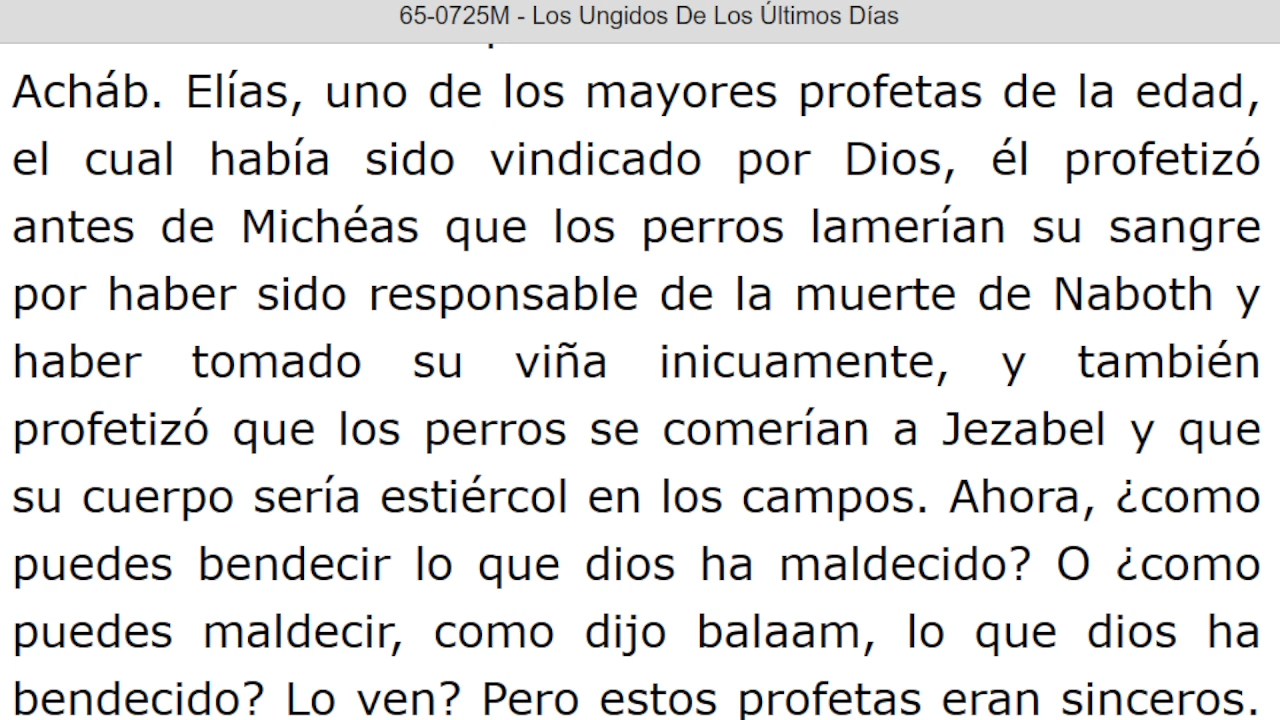 65-0725M - Los Ungidos De Los Últimos Días
Acháb. Elías, uno de los mayores profetas de la edad,
el cual había sido vindicado por Dios, él profetizó
antes de Michéas que los perros lamerían su sangre
por haber sido responsable de la muerte de Naboth y
haber tomado su viña inicuamente, y también
profetizó que los perros se comerían a Jezabel y que
su cuerpo sería estiércol en los campos. Ahora, ¿como
puedes bendecir lo que dios ha maldecido? O ¿como
puedes maldecir, como dijo balaam, lo que dios ha
bendecido? Lo ven? Pero estos profetas eran sinceros.